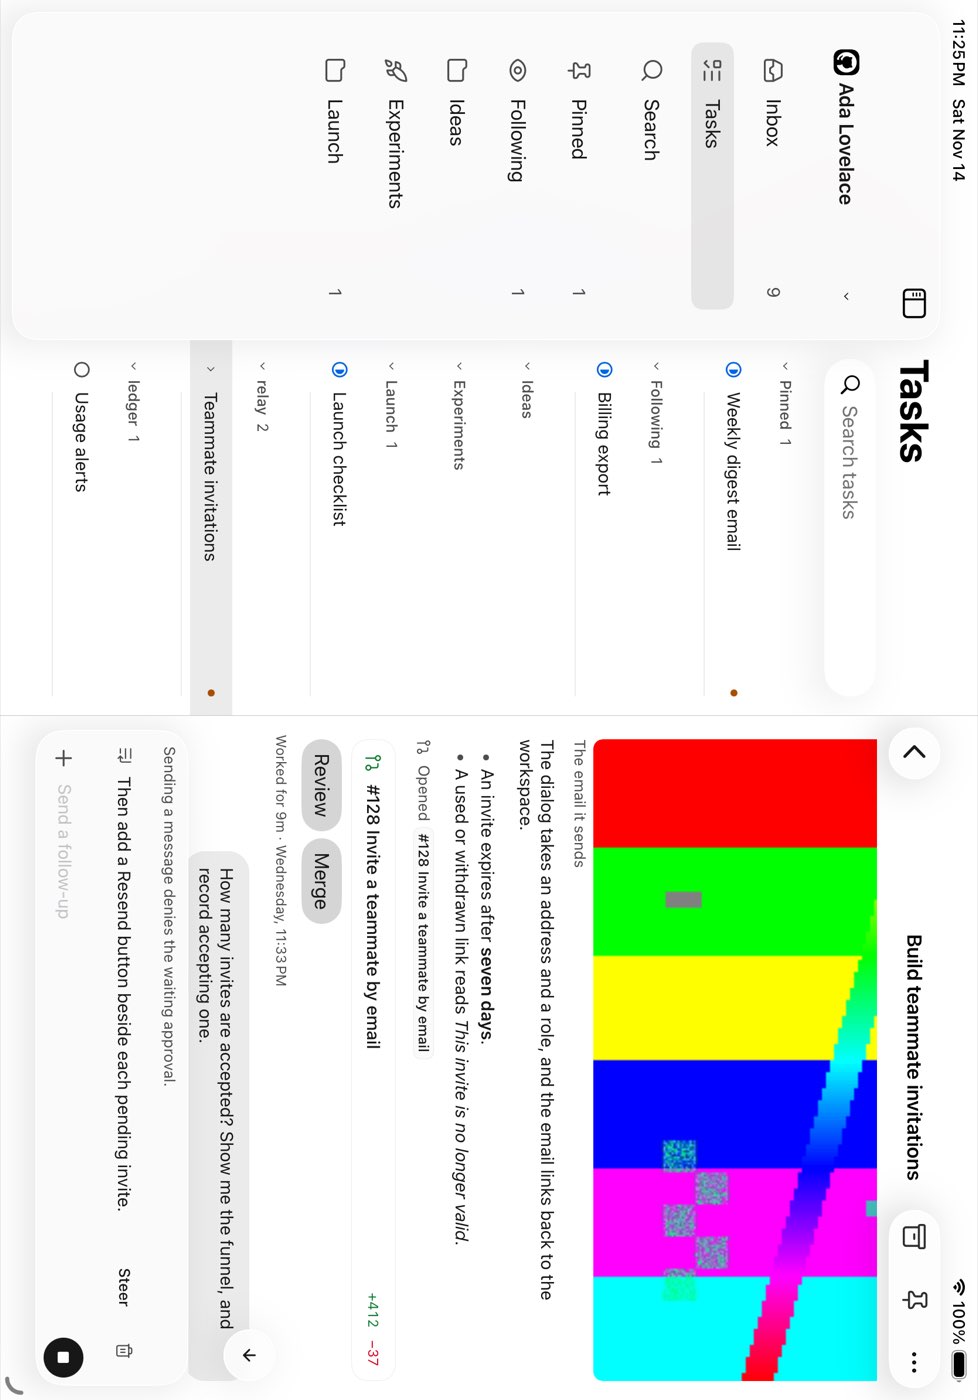 11:25 PM Sat Nov 14
100%
Ada Lovelace
Inbox 9
Tasks
Search
Pinned 1
Following 1
Ideas
Experiments
Launch 1
Tasks
Search tasks
Pinned 1
Weekly digest email
Following 1
Billing export
Ideas
Experiments
Launch 1
Launch checklist
relay 2
Teammate invitations
ledger 1
Usage alerts
Build teammate invitations
The email it sends
The dialog takes an address and a role, and the email links back to the
workspace.
• An invite expires after seven days.
• A used or withdrawn link reads This invite is no longer valid.
Opened #128 Invite a teammate by email
#128 Invite a teammate by email +412 −37
Review Merge
Worked for 9m · Wednesday, 11:33 PM
How many invites are accepted? Show me the funnel, and
record accepting one.
Sending a message denies the waiting approval.
Then add a Resend button beside each pending invite. Steer
Send a follow-up